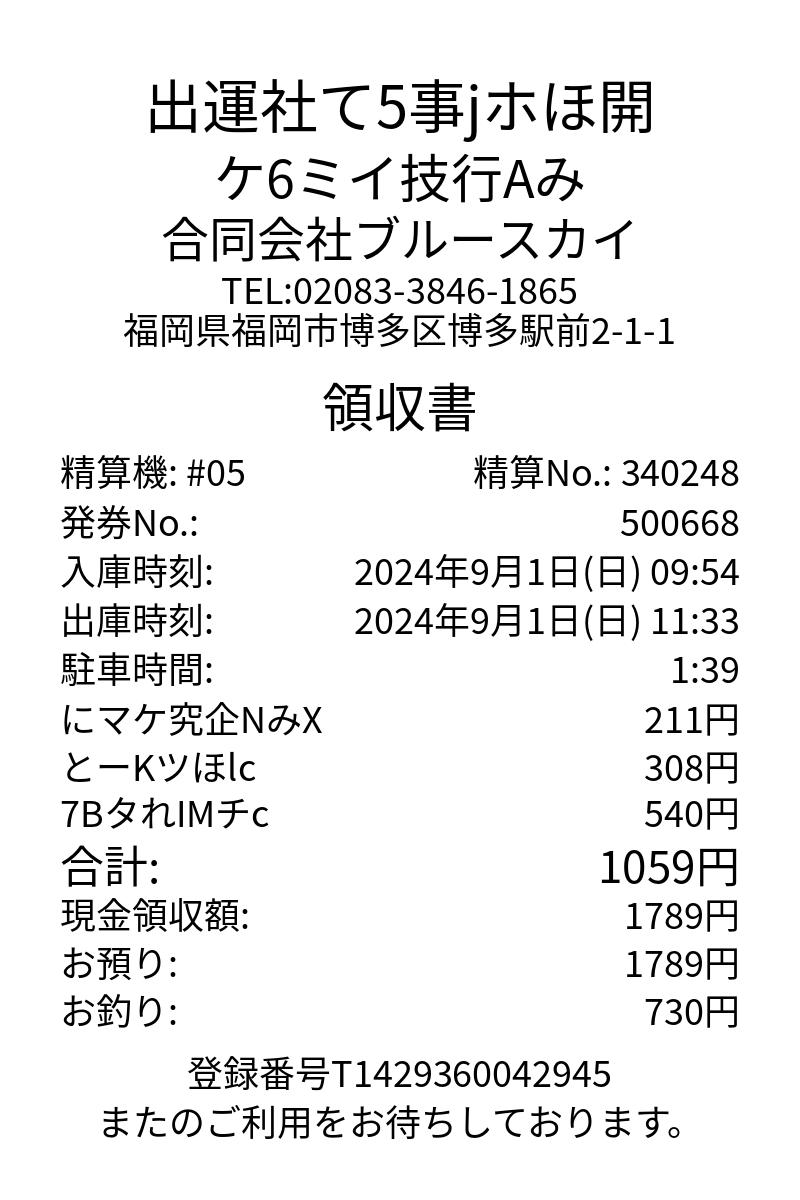 出運社て5事jホほ開
ケ6ミイ技行Aみ
合同会社ブルースカイ
TEL:02083-3846-1865
福岡県福岡市博多区博多駅前2-1-1
領収書
精算機: #05 精算No.: 340248
発券No.: 500668
入庫時刻: 2024年9月1日(日) 09:54
出庫時刻: 2024年9月1日(日) 11:33
駐車時間: 1:39
にマケ究企NみX 211円
とーKツほlc 308円
7BタれIMチc 540円
合計: 1059円
現金領収額: 1789円
お預り: 1789円
お釣り: 730円
登録番号T1429360042945
またのご利用をお待ちしております。